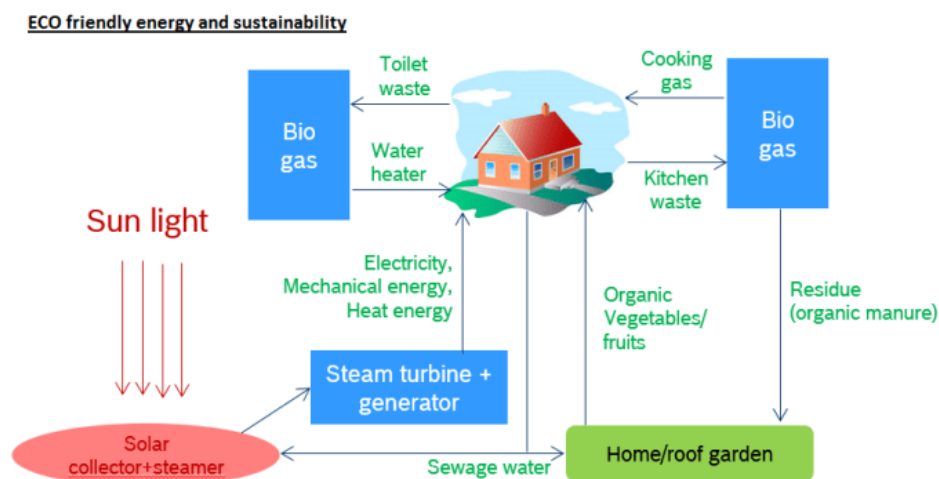 ECO friendly energy and sustainability
Toilet
waste
Cooking
gas
Bio
gas
Bio
gas
Water
heater
Kitchen
waste
Sun light
Electricity,
Mechanical energy,
Heat energy
Organic
Vegetables/
fruits
Residue
(organic manure)
Steam turbine +
generator
Solar
collector+steamer
Sewage water
Home/roof garden